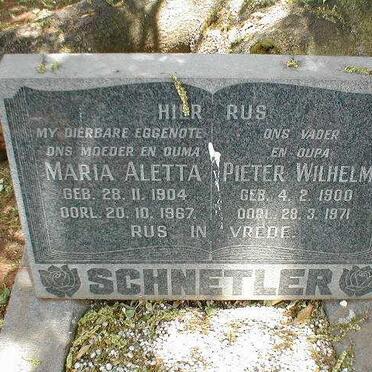 HIER RUS
MY DIERBARE EGGENOTE
ONS MOEDER EN OUMA
MARIA ALETTA
GEB. 28. 11. 1904
OORL. 20. 10. 1967.
ONS VADER
EN OUPA
PIETER WILHELM
GEB. 4. 2. 1900
OORL. 29. 3. 1971
RUS IN VREDE.
SCHNETLER